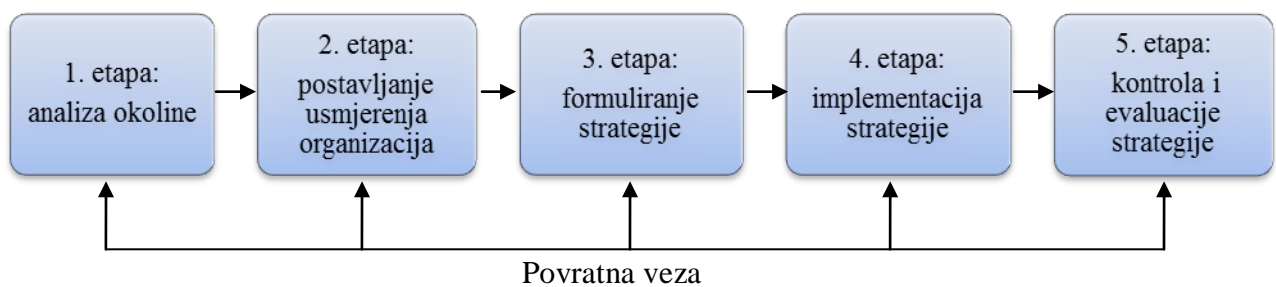 1. etapa:
analiza okoline
2. etapa:
postavljanje
usmjerenja
organizacija
3. etapa:
formuliranje
strategije
4. etapa:
implementacija
strategije
5. etapa:
kontrola i
evaluacije
strategije
Povratna veza